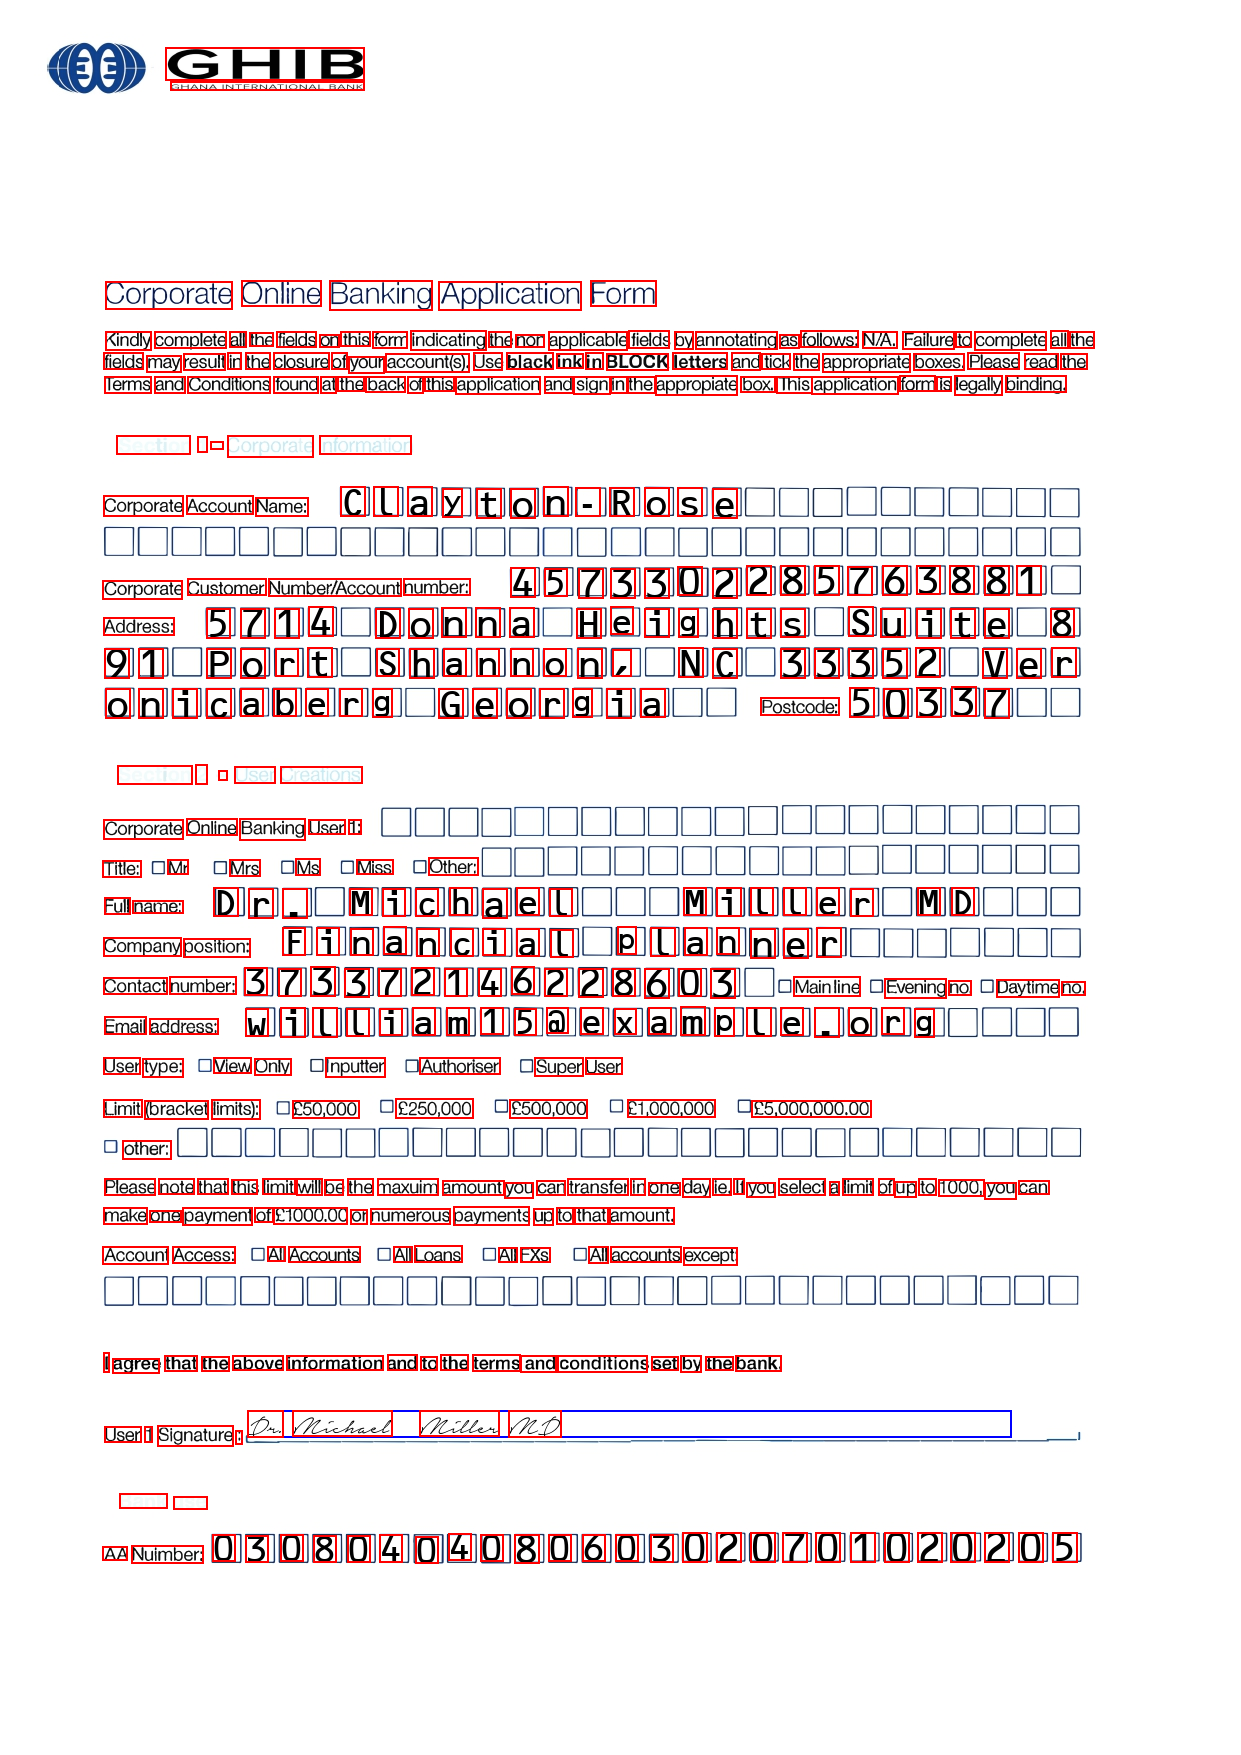 GHIB
GHANA INTERNATIONAL BANK
Corporate Online Banking Application Form
Kindly complete all the fields on this form indicating the non applicable fields by annotating as follows: N/A. Failure to complete all the
fields may result in the closure of your account(s). Use black ink in BLOCK letters and tick the appropriate boxes. Please read the
Terms and Conditions found at the back of this application and sign in the appropiate box. This application form is legally binding.
Section - Corporate Information
Corporate Account Name: Clayton-Rose
Corporate Customer Number/Account number: 4573302285763881
Address: 5714 Donna Heights Suite 8
91 Port Shannon, NC 33352 Ver
onicaberg Georgia Postcode: 50337
Section - User Creations
Corporate Online Banking User 1:
Title: Mr Mrs Ms Miss Other:
Full name: Dr. Michael Miller MD
Company position: Financial planner
Contact number: 373372146228603 Main line Evening no Daytime no.
Email address: william15@example.org
User type: View Only Inputter Authoriser Super User
Limit (bracket limits): £50,000 £250,000 £500,000 £1,000,000 £5,000,000.00
other:
Please note that this limit will be the maxuim amount you can transfer in one day ie. If you select a limit of up to 1000, you can
make one payment of £1000.00 or numerous payments up to that amount.
Account Access: All Accounts All Loans All FXs All accounts except
I agree that the above information and to the terms and conditions set by the bank.
User 1 Signature : Dr. Michael Miller MD
AA Nuimber: 03080404080603020701020205